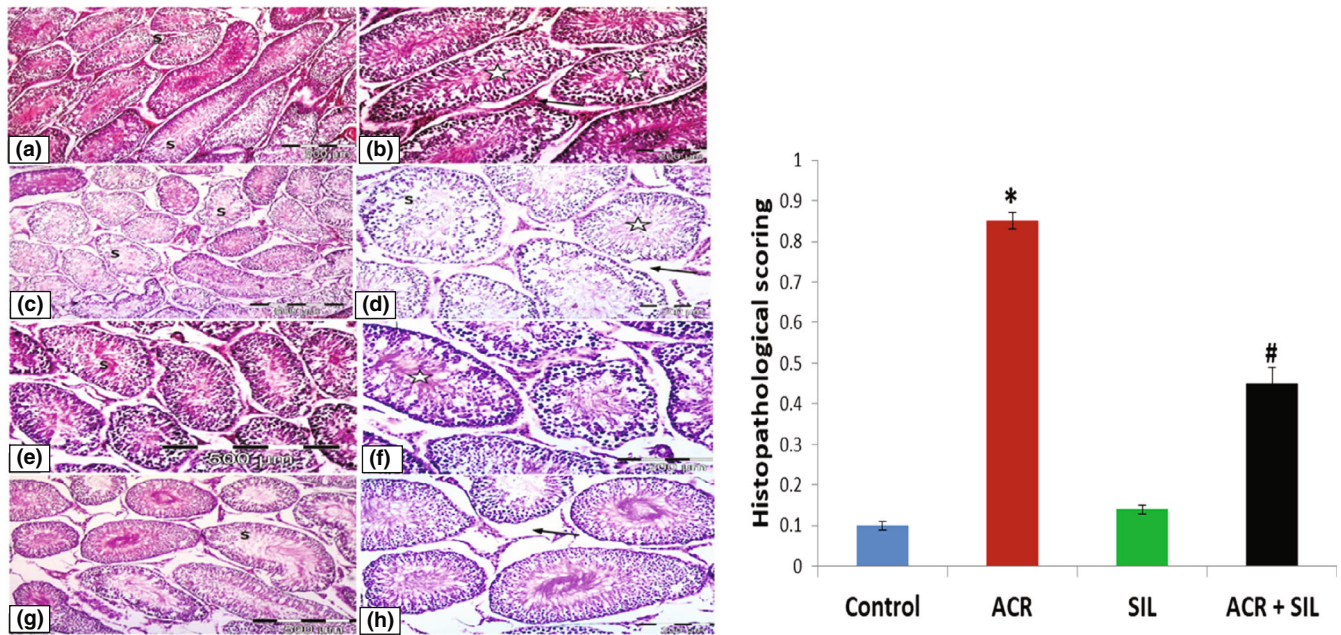 s
s
(a)
(b)
s
s
(c)
s
(d)
s
(e)
500 µm
(f)
s
(g)
(h)
Histopathological scoring
1
0.9
0.8
0.7
0.6
0.5
0.4
0.3
0.2
0.1
0
*
#
Control ACR SIL ACR + SIL